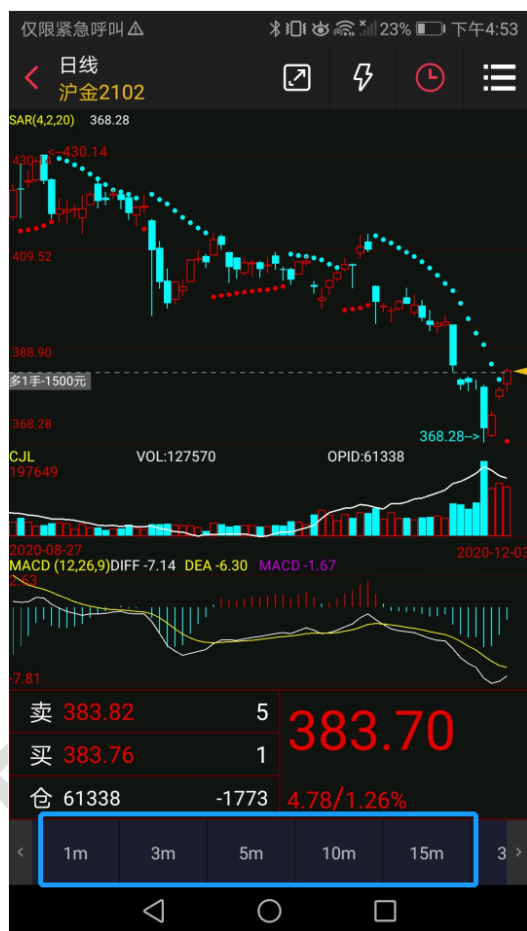 仅限紧急呼叫 23% 下午4:53
日线
沪金2102
SAR(4,2,20) 368.28
430.14
<--430.14
409.52
388.90
多1手-1500元
368.28
368.28-->
CJL VOL:127570 OPID:61338
197649
2020-08-27 2020-12-03
MACD (12,26,9)DIFF -7.14 DEA -6.30 MACD -1.67
2.63
-7.81
卖 383.82 5
383.70
买 383.76 1
仓 61338 -1773 4.78/1.26%
< 1m 3m 5m 10m 15m 3 >